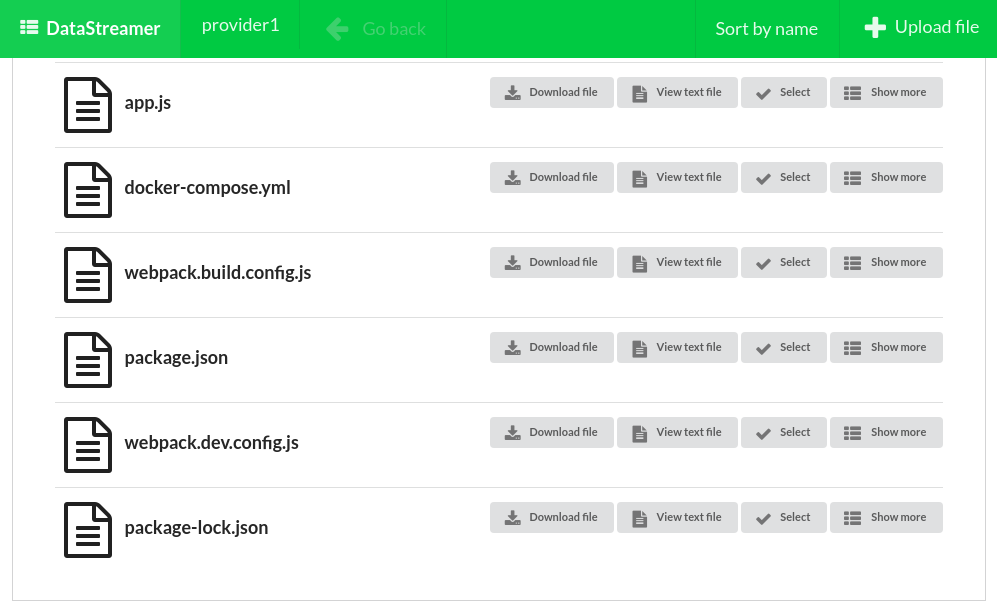 DataStreamer provider1 Go back Sort by name Upload file
app.js Download file View text file Select Show more
docker-compose.yml Download file View text file Select Show more
webpack.build.config.js Download file View text file Select Show more
package.json Download file View text file Select Show more
webpack.dev.config.js Download file View text file Select Show more
package-lock.json Download file View text file Select Show more